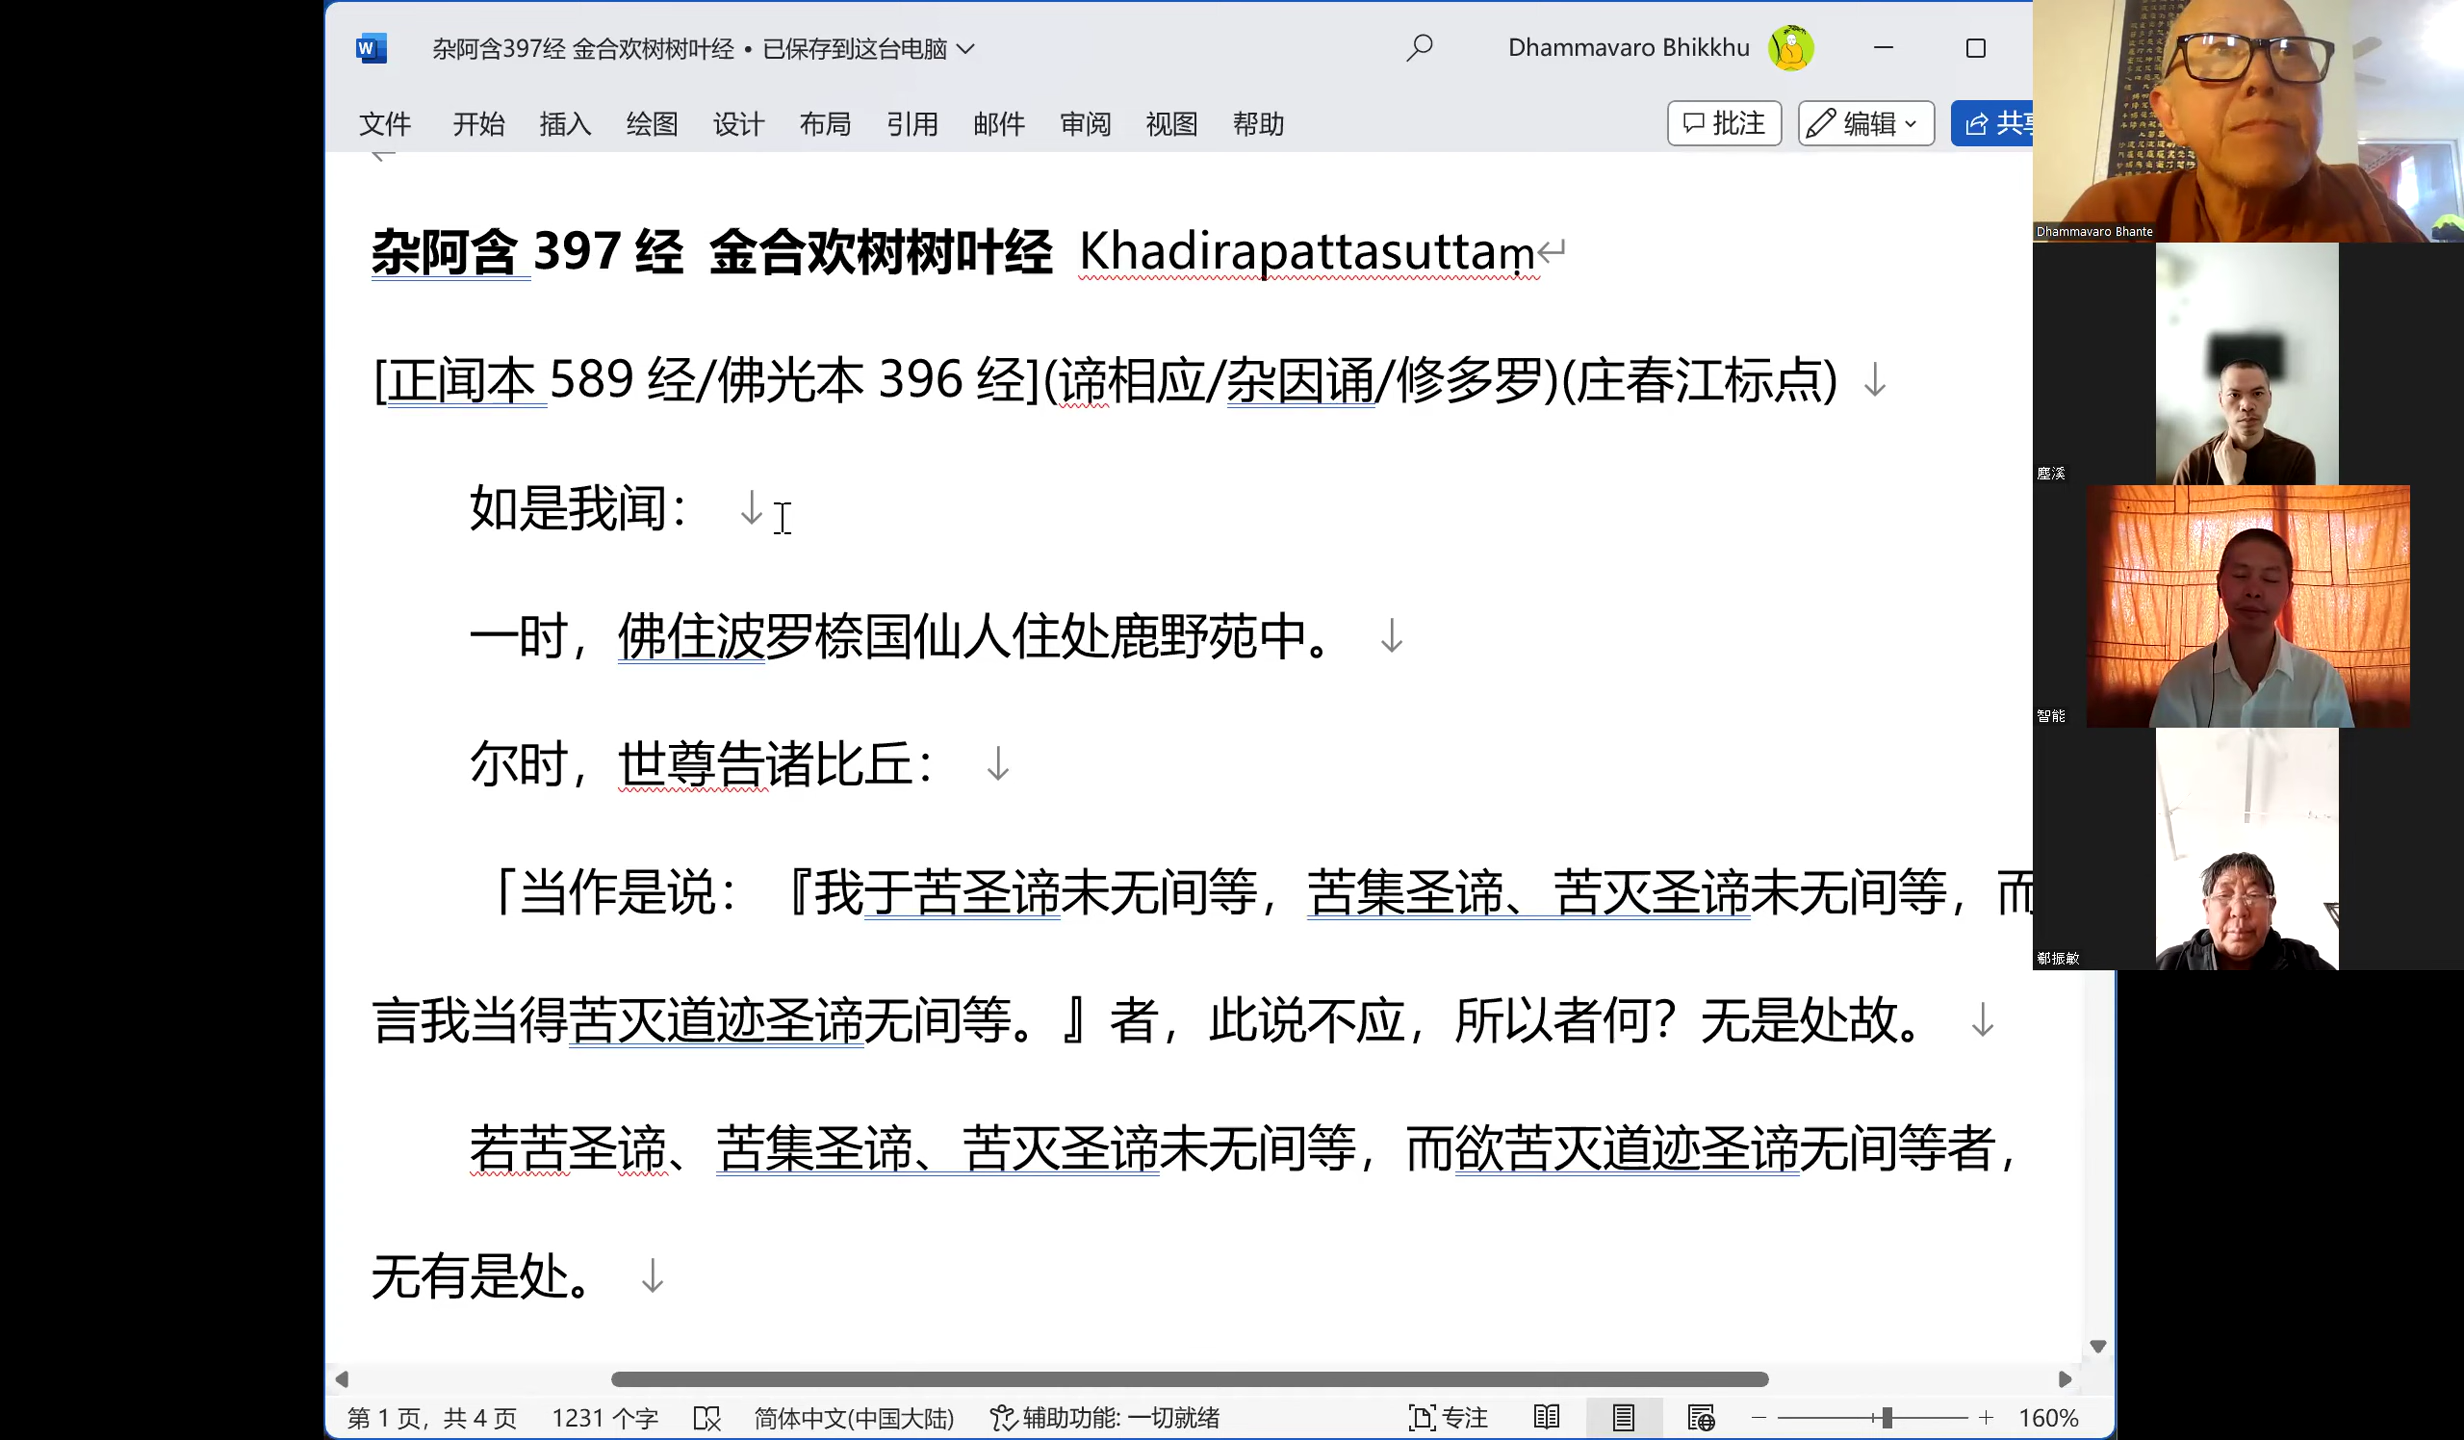 杂阿含397经 金合欢树树叶经 • 已保存到这台电脑
Dhammavaro Bhikkhu
文件 开始 插入 绘图 设计 布局 引用 邮件 审阅 视图 帮助
批注 编辑 共享
杂阿含 397 经 金合欢树树叶经 Khadirapattasuttaṃ
[正闻本 589 经/佛光本 396 经](谛相应/杂因诵/修多罗)(庄春江标点)
如是我闻：
一时，佛住波罗㮈国仙人住处鹿野苑中。
尔时，世尊告诸比丘：
「当作是说：『我于苦圣谛未无间等，苦集圣谛、苦灭圣谛未无间等，而
言我当得苦灭道迹圣谛无间等。』者，此说不应，所以者何？无是处故。
若苦圣谛、苦集圣谛、苦灭圣谛未无间等，而欲苦灭道迹圣谛无间等者，
无有是处。
第 1 页，共 4 页 1231 个字 简体中文(中国大陆) 辅助功能: 一切就绪 专注 160%
Dhammavaro Bhante
塵溪
智能
郗振敏